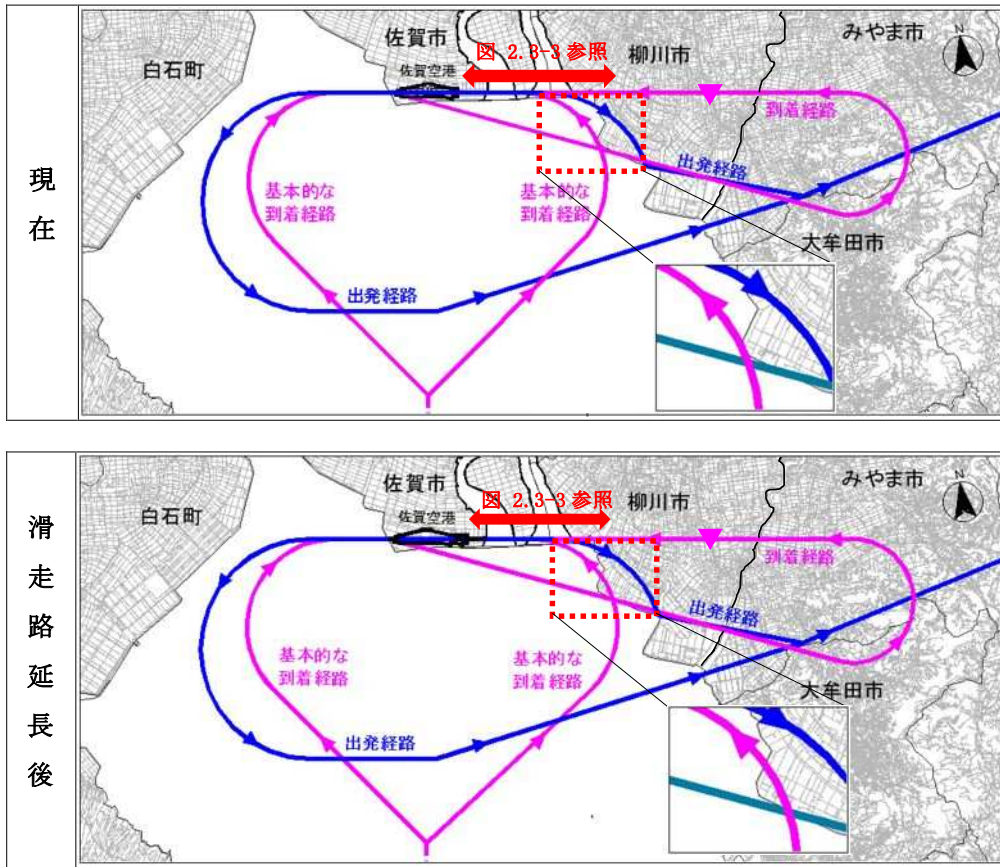 現在
佐賀市
図 2.3-3 参照
柳川市
みやま市
N
白石町
佐賀空港
到着経路
基本的な
到着経路
基本的な
到着経路
出発経路
大牟田市
出発経路
滑走路延長後
佐賀市
図 2.3-3 参照
柳川市
みやま市
N
白石町
佐賀空港
到着経路
出発経路
基本的な
到着経路
基本的な
到着経路
大牟田市
出発経路